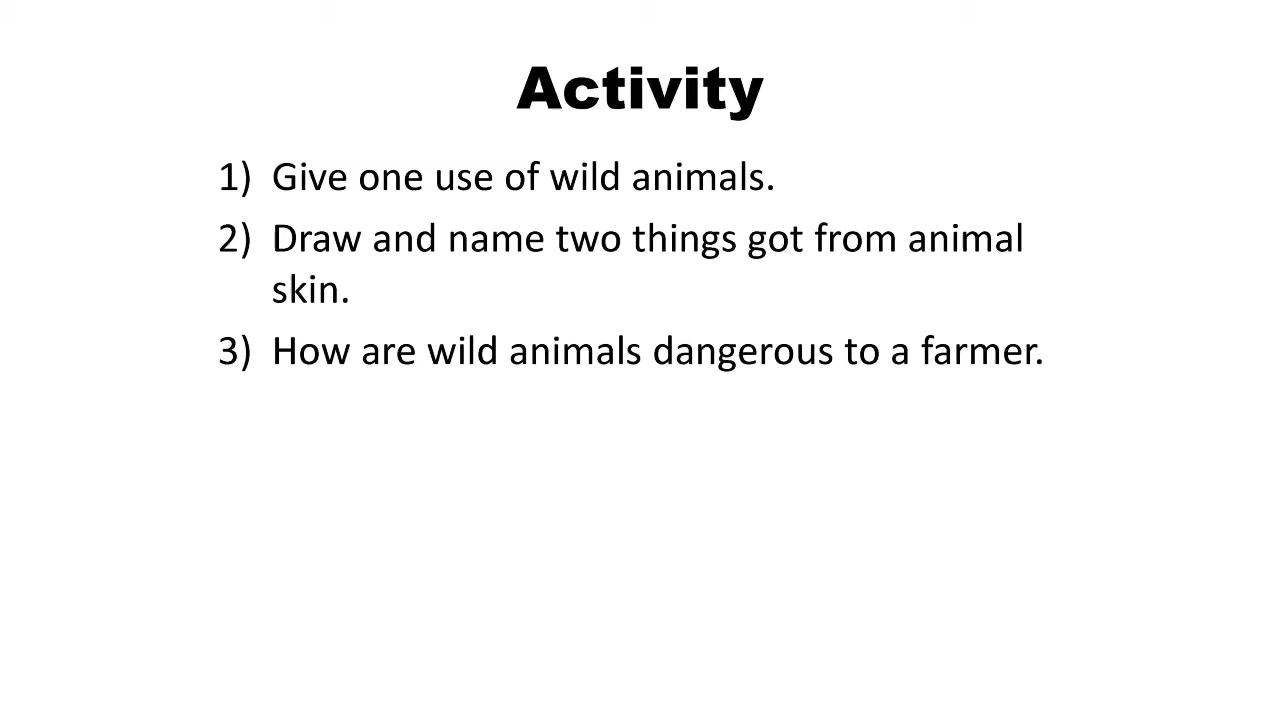 Activity
1) Give one use of wild animals.
2) Draw and name two things got from animal
skin.
3) How are wild animals dangerous to a farmer.